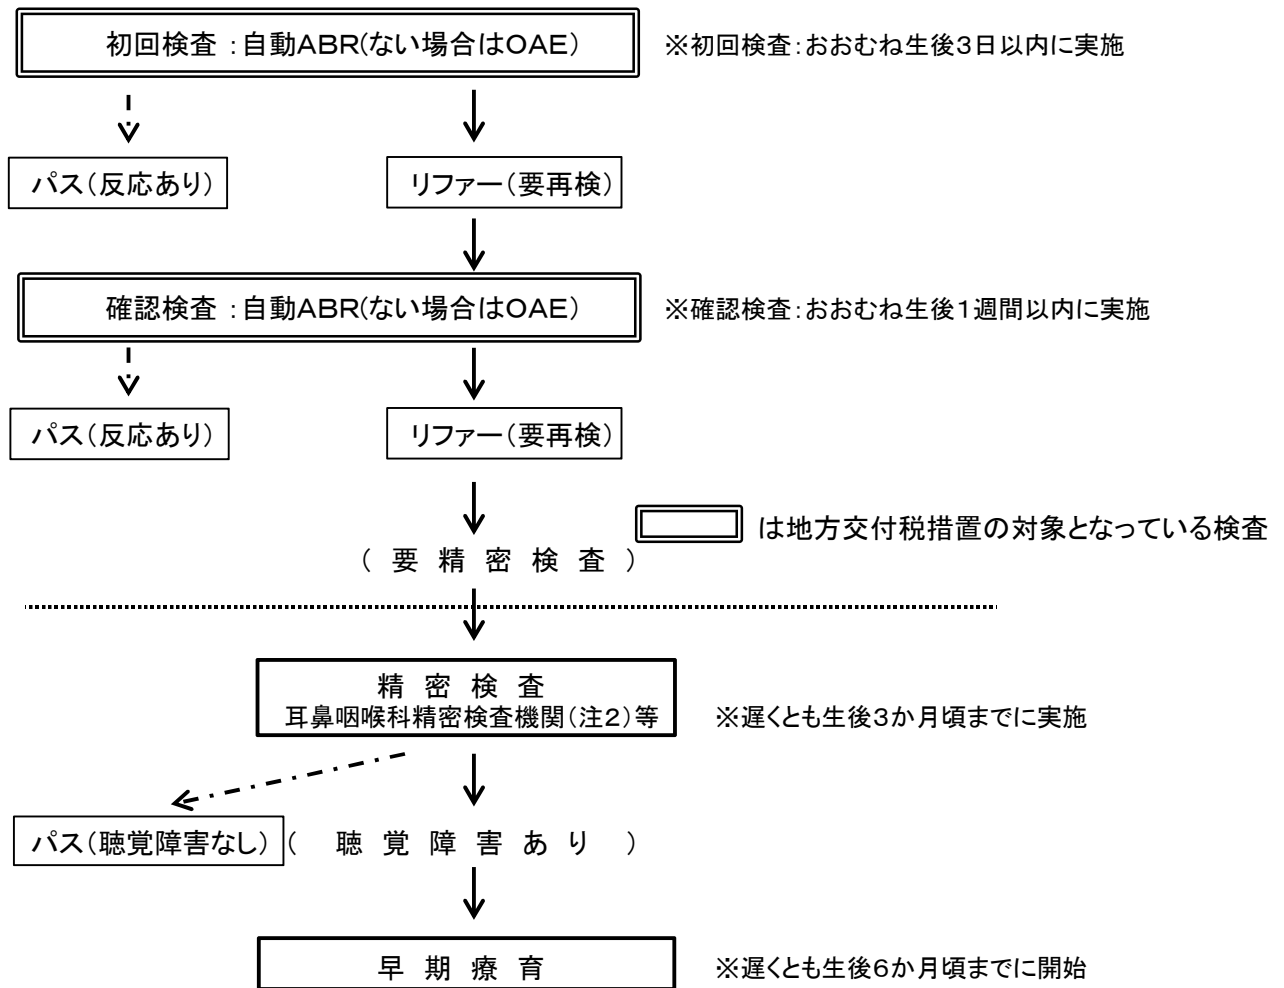 初回検査 :自動ABR(ない場合はOAE)
※初回検査:おおむね生後3日以内に実施
パス(反応あり)
リファー(要再検)
確認検査 :自動ABR(ない場合はOAE)
※確認検査:おおむね生後1週間以内に実施
パス(反応あり)
リファー(要再検)
は地方交付税措置の対象となっている検査
( 要 精 密 検 査 )
精 密 検 査
耳鼻咽喉科精密検査機関(注2)等
※遅くとも生後3か月頃までに実施
パス(聴覚障害なし)
( 聴 覚 障 害 あ り )
早 期 療 育
※遅くとも生後6か月頃までに開始